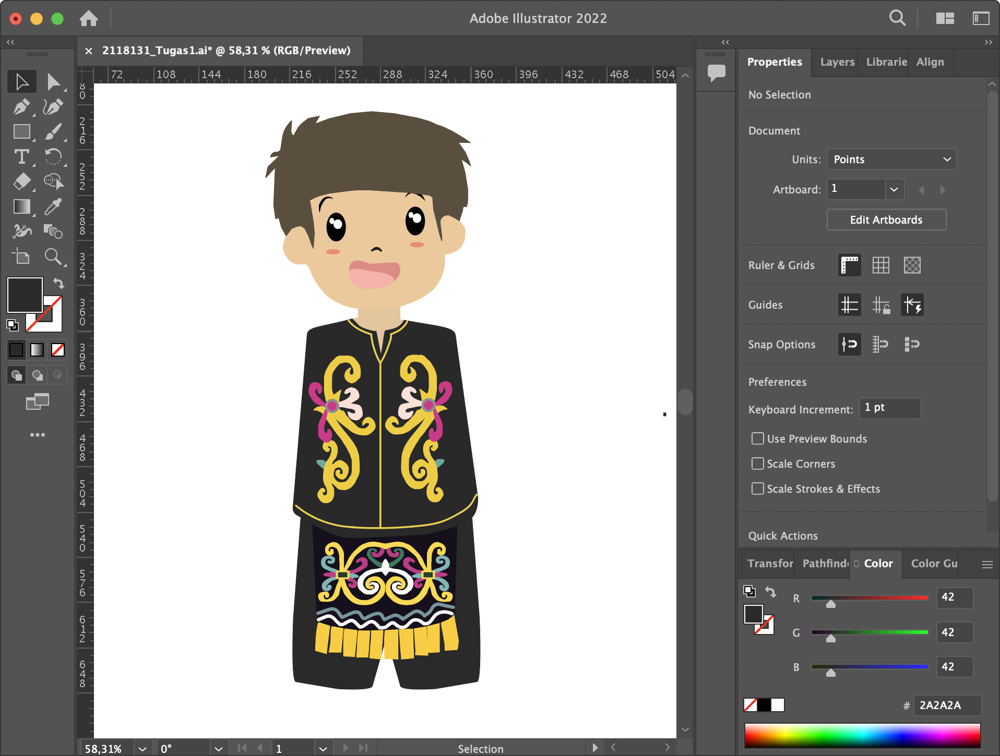 Adobe Illustrator 2022
2118131_Tugas1.ai* @ 58,31 % (RGB/Preview)
72 108 144 180 216 252 288 324 360 396 432 468 504
80
216
252
288
324
360
396
432
468
504
540
576
612
648
Properties Layers Librarie Align
No Selection
Document
Units: Points
Artboard: 1
Edit Artboards
Ruler & Grids
Guides
Snap Options
Preferences
Keyboard Increment: 1 pt
Use Preview Bounds
Scale Corners
Scale Strokes & Effects
Quick Actions
Transfor Pathfind Color Color Gu
R 42
G 42
B 42
# 2A2A2A
58,31% 0° 1 Selection